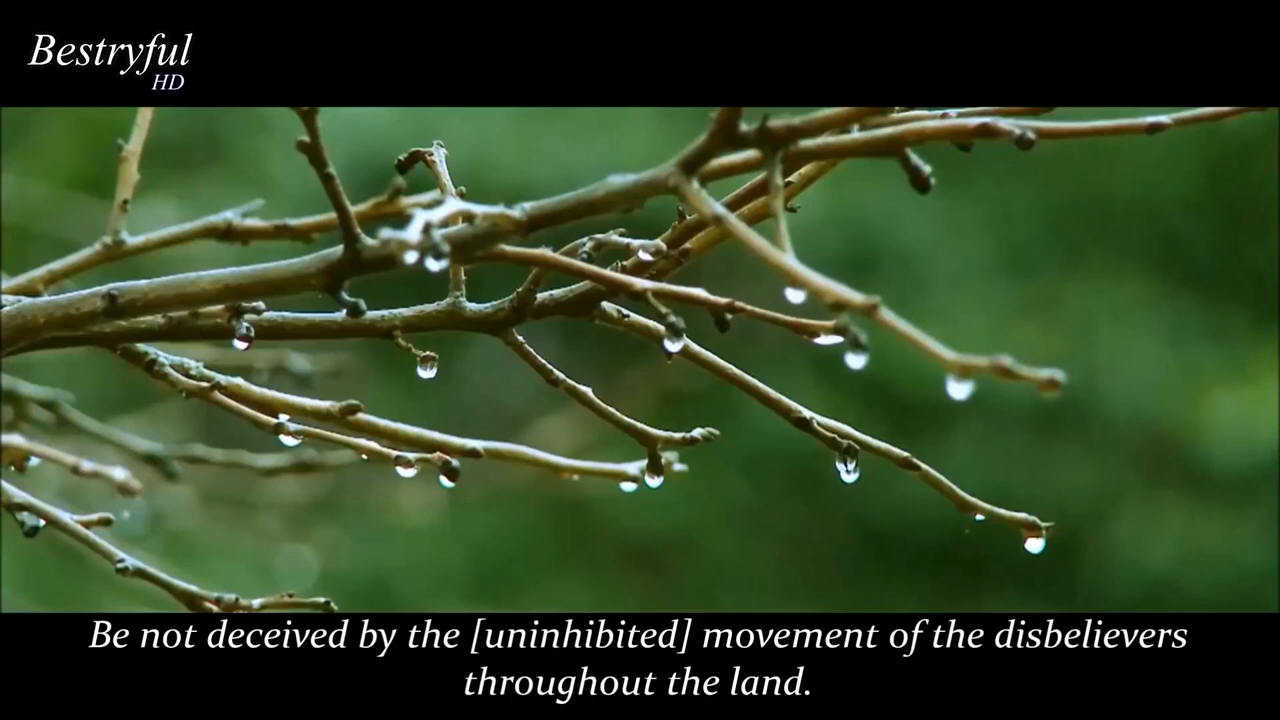 Bestryful
HD
Be not deceived by the [uninhibited] movement of the disbelievers
throughout the land.